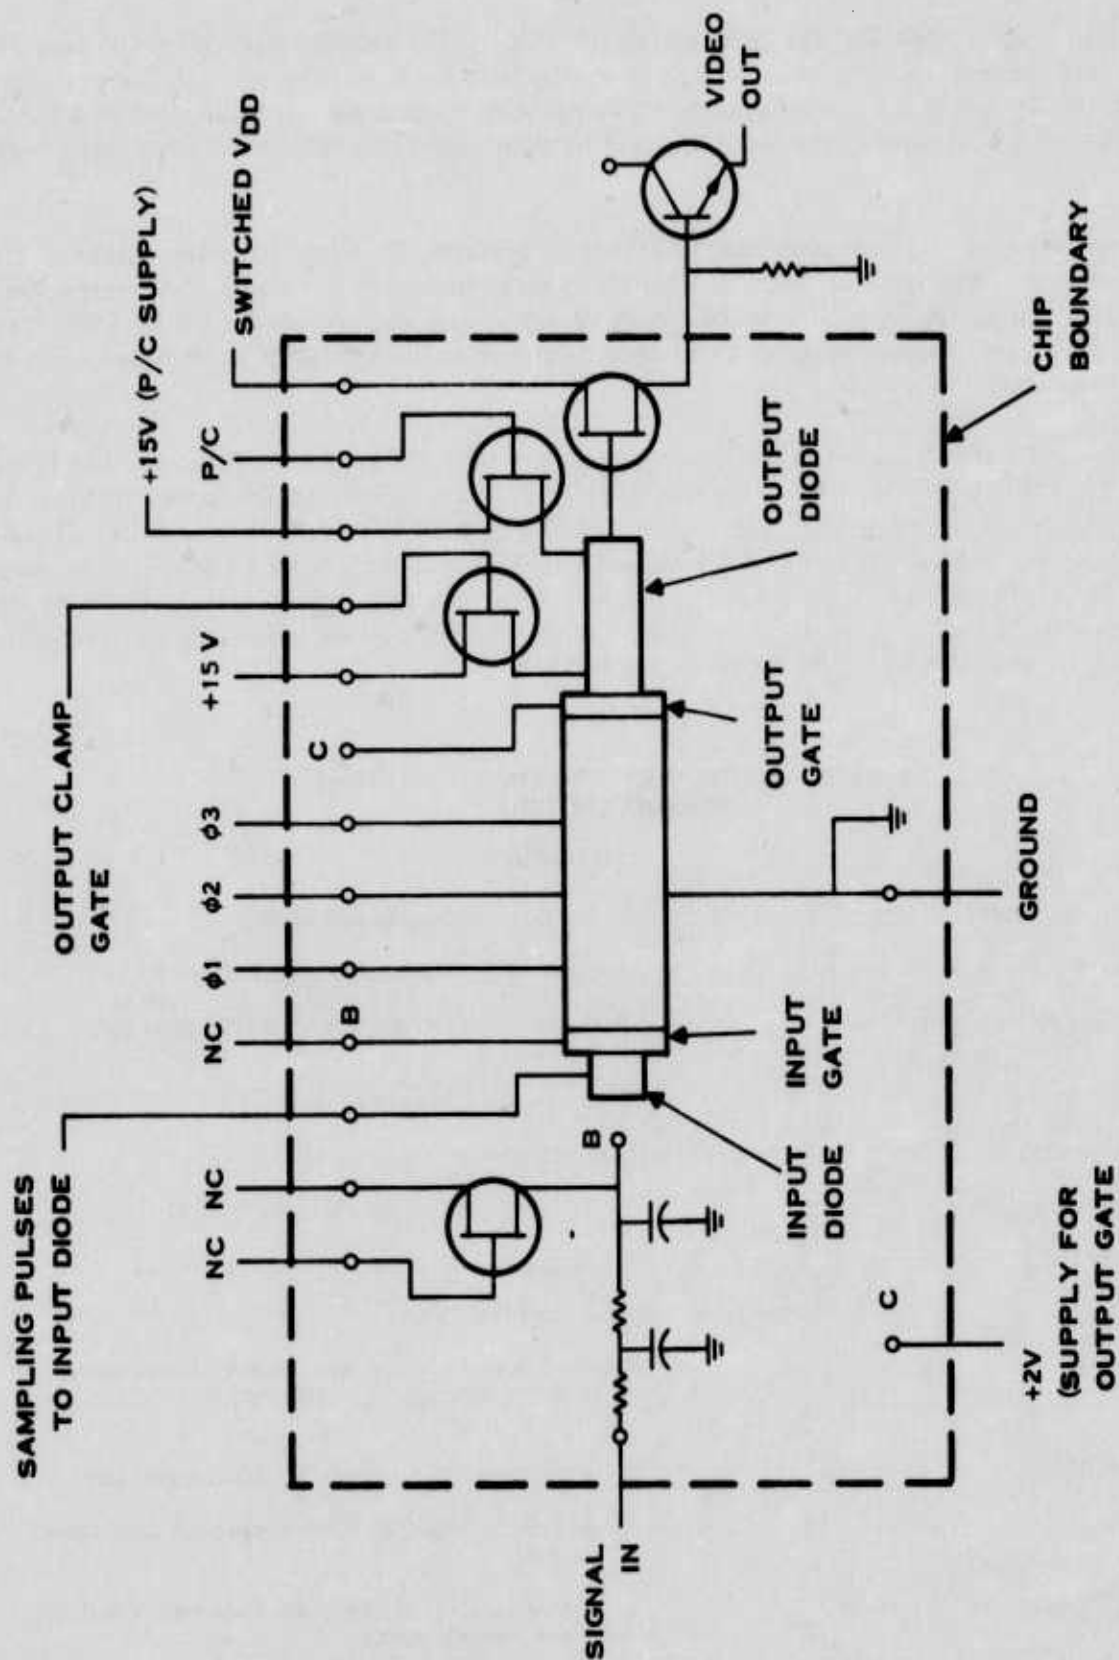 SAMPLING PULSES
TO INPUT DIODE
OUTPUT CLAMP
GATE
+15V (P/C SUPPLY)
SWITCHED VDD
NC
NC
NC
φ1
φ2
φ3
+15 V
P/C
B
C
SIGNAL
IN
B
VIDEO
OUT
INPUT
DIODE
INPUT
GATE
OUTPUT
GATE
OUTPUT
DIODE
C
+2V
(SUPPLY FOR
OUTPUT GATE
GROUND
CHIP
BOUNDARY